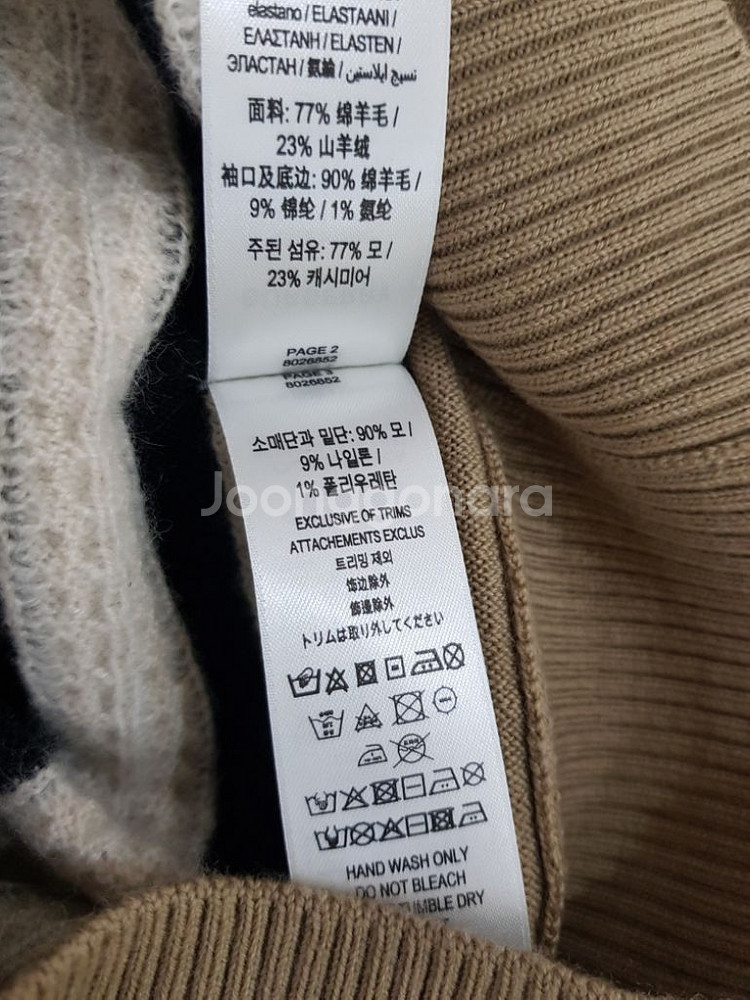 elastano / ELASTAANI /
ΕΛΑΣΤΑΝΗ / ELASTEN /
ЭЛАСТАН / 氨綸 / نسيج ايلاستين
面料: 77% 绵羊毛 /
23% 山羊绒
袖口及底边: 90% 绵羊毛 /
9% 锦纶 / 1% 氨纶
주된 섬유: 77% 모 /
23% 캐시미어
PAGE 2
8026852
PAGE 3
8026852
소매단과 밑단: 90% 모 /
9% 나일론 /
1% 폴리우레탄
Joonggonara
EXCLUSIVE OF TRIMS
ATTACHEMENTS EXCLUS
트리밍 제외
饰边除外
飾邊除外
トリムは取り外してください
HAND WASH ONLY
DO NOT BLEACH
TUMBLE DRY